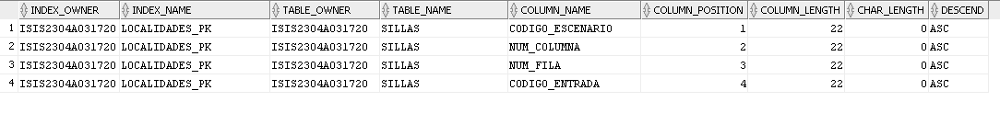 INDEX_OWNER INDEX_NAME TABLE_OWNER TABLE_NAME COLUMN_NAME COLUMN_POSITION COLUMN_LENGTH CHAR_LENGTH DESCEND
1 ISIS2304A031720 LOCALIDADES_PK ISIS2304A031720 SILLAS CODIGO_ESCENARIO 1 22 0 ASC
2 ISIS2304A031720 LOCALIDADES_PK ISIS2304A031720 SILLAS NUM_COLUMNA 2 22 0 ASC
3 ISIS2304A031720 LOCALIDADES_PK ISIS2304A031720 SILLAS NUM_FILA 3 22 0 ASC
4 ISIS2304A031720 LOCALIDADES_PK ISIS2304A031720 SILLAS CODIGO_ENTRADA 4 22 0 ASC